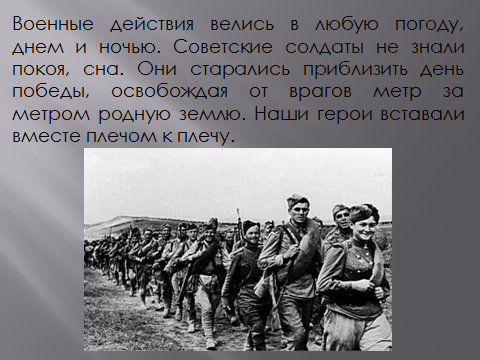 Военные действия велись в любую погоду,
днем и ночью. Советские солдаты не знали
покоя, сна. Они старались приблизить день
победы, освобождая от врагов метр за
метром родную землю. Наши герои вставали
вместе плечом к плечу.